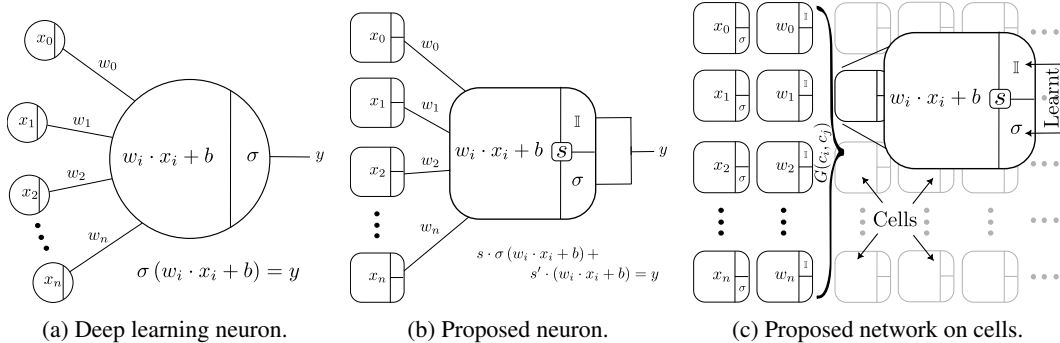 x₀
w₀
x₁
w₁
wᵢ · xᵢ + b
σ
y
x₂
w₂
wₙ
xₙ
σ (wᵢ · xᵢ + b) = y
(a) Deep learning neuron.
x₀
w₀
x₁
w₁
𝕀
wᵢ · xᵢ + b
s
y
x₂
w₂
σ
wₙ
xₙ
s · σ (wᵢ · xᵢ + b) +
s′ · (wᵢ · xᵢ + b) = y
(b) Proposed neuron.
x₀ σ
w₀ 𝕀
x₁ σ
w₁ 𝕀
x₂ σ
w₂ 𝕀
xₙ σ
wₙ 𝕀
G(cᵢ, cⱼ)
𝕀
wᵢ · xᵢ + b
s
σ
Learnt
Cells
(c) Proposed network on cells.